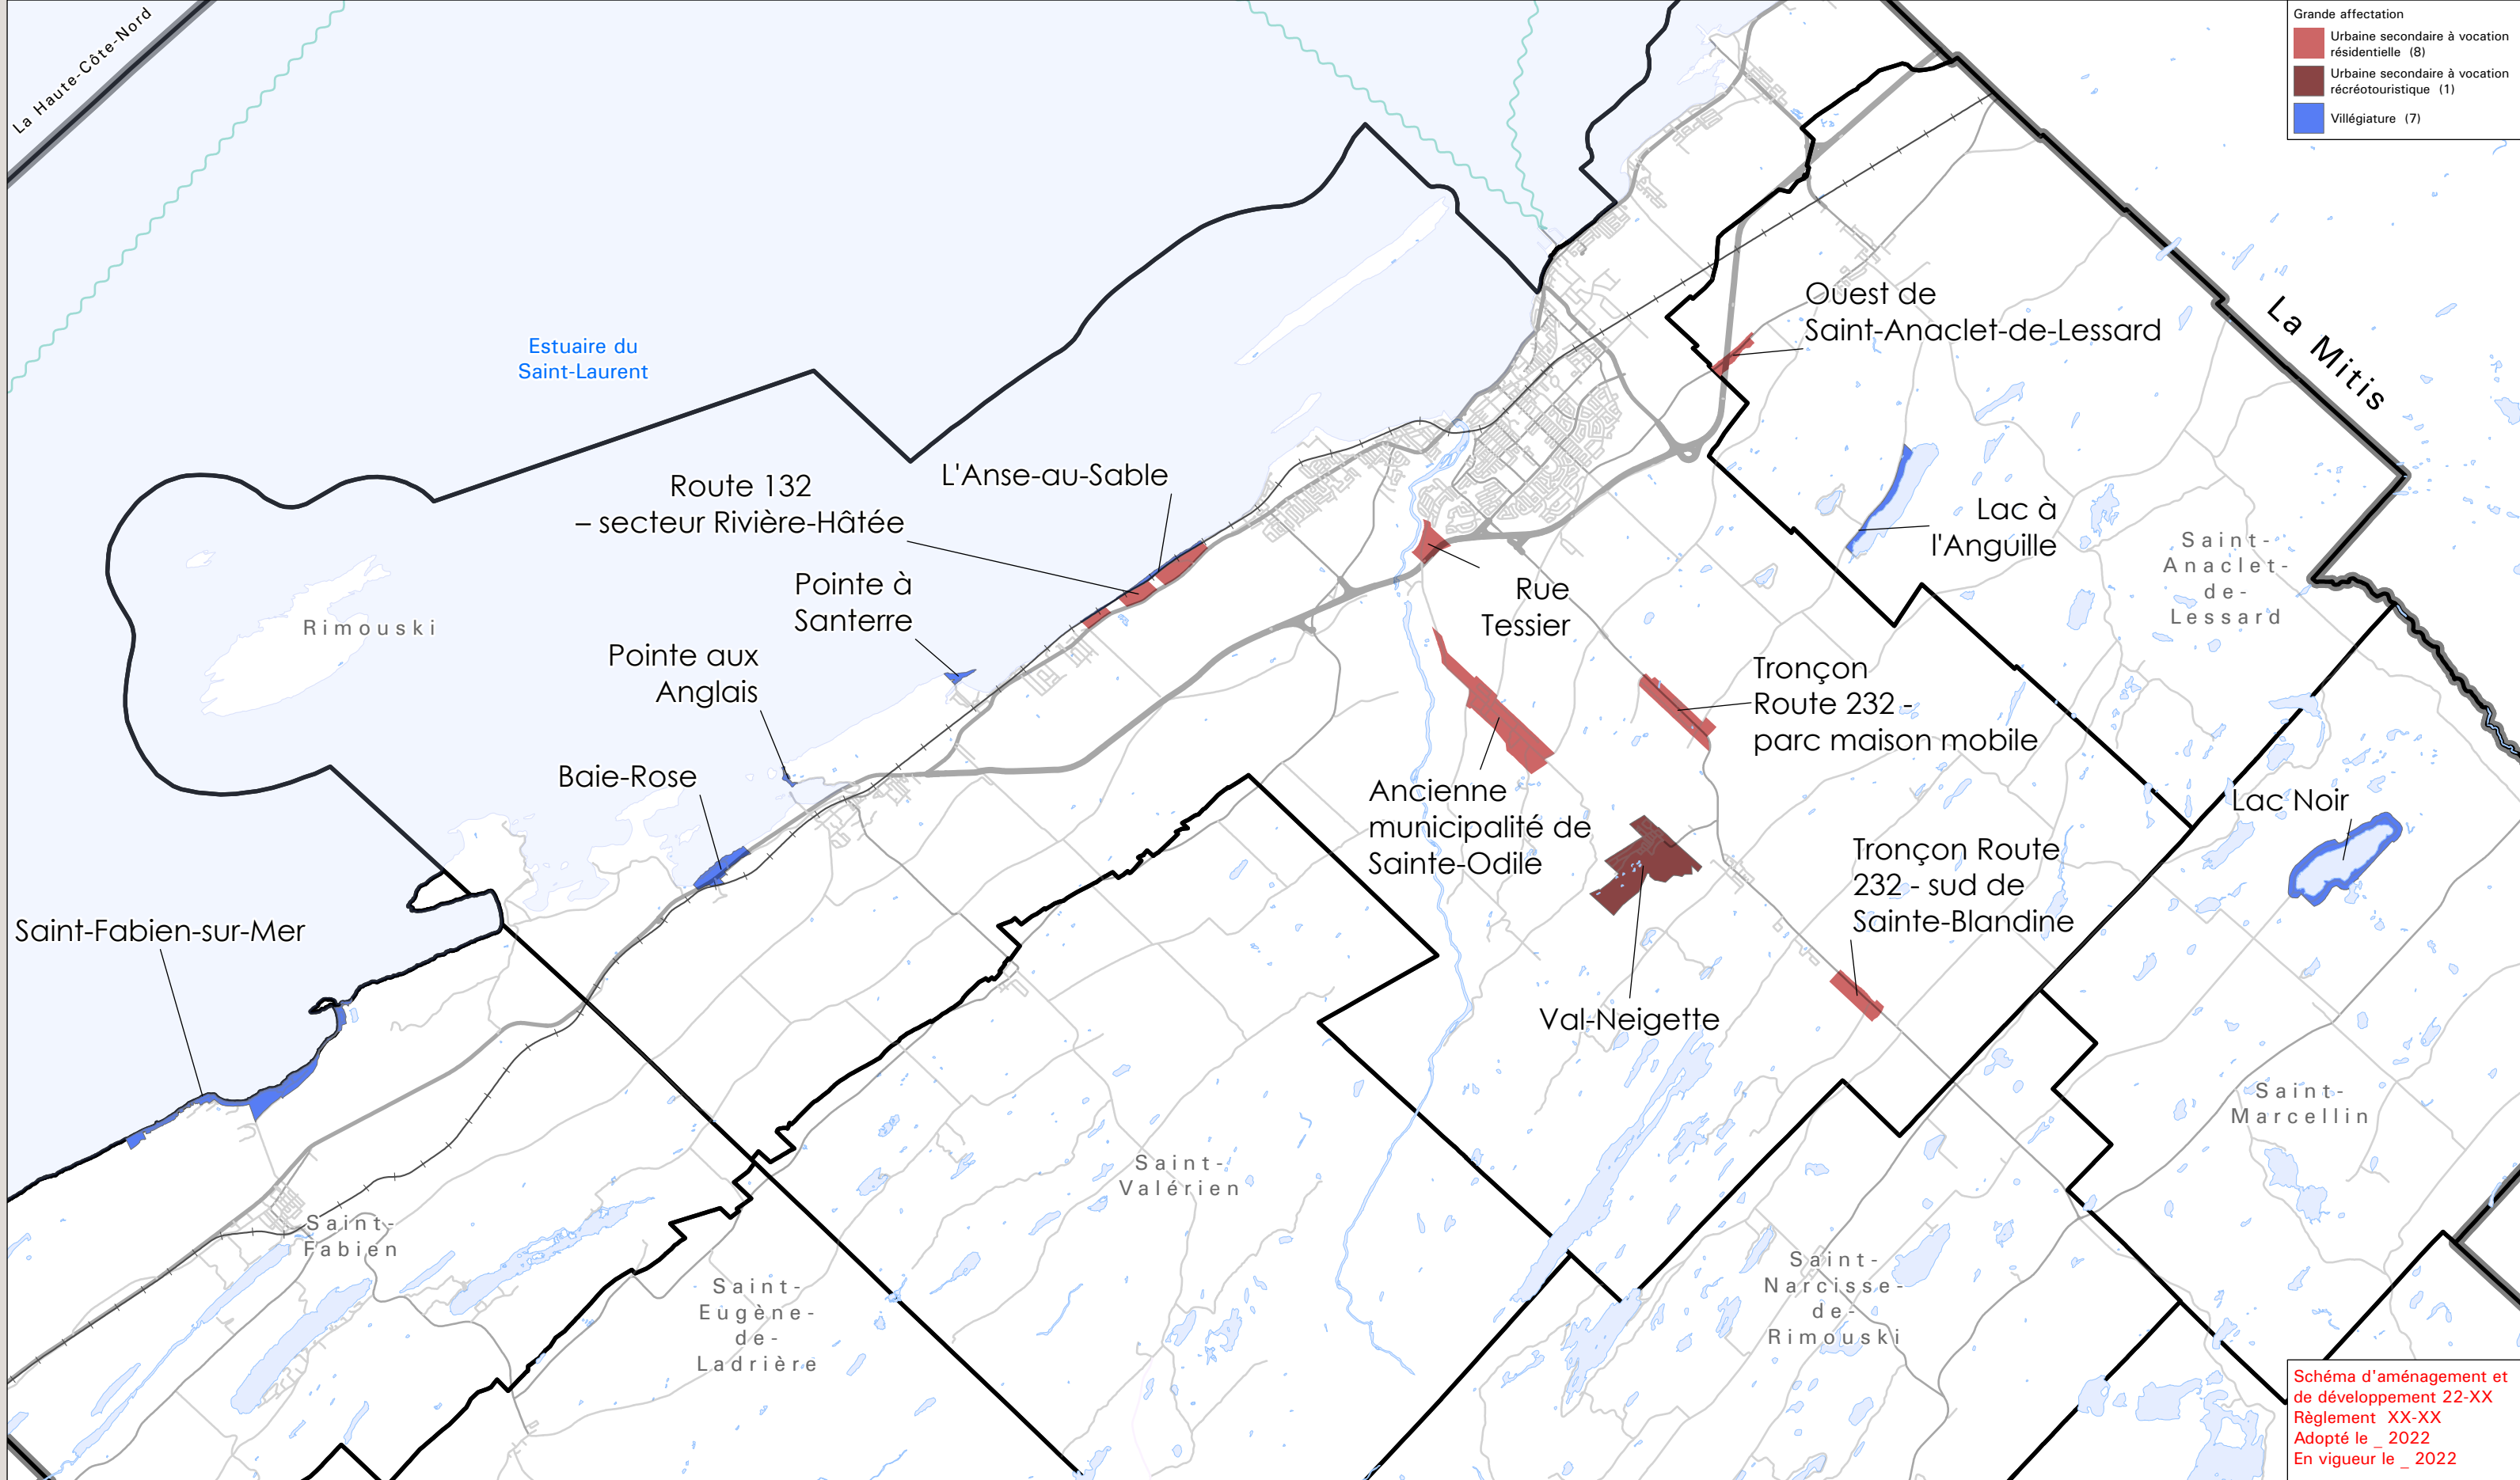 La Haute-Côte-Nord
Grande affectation
Urbaine secondaire à vocation
résidentielle (8)
Urbaine secondaire à vocation
récréotouristique (1)
Villégiature (7)
Ouest de
Saint-Anaclet-de-Lessard
La Mitis
Estuaire du
Saint-Laurent
L'Anse-au-Sable
Route 132
– secteur Rivière-Hâtée
Lac à
l'Anguille
Saint-
Anaclet-
de-
Lessard
Pointe à
Santerre
Rue
Tessier
Rimouski
Pointe aux
Anglais
Tronçon
Route 232 -
parc maison mobile
Baie-Rose
Ancienne
municipalité de
Sainte-Odile
Lac Noir
Tronçon Route
232 - sud de
Sainte-Blandine
Saint-Fabien-sur-Mer
Val-Neigette
Saint-
Marcellin
Saint-
Valérien
Saint-
Fabien
Saint-
Eugène-
de-
Ladrière
Saint-
Narcisse-
de-
Rimouski
Schéma d'aménagement et
de développement 22-XX
Règlement XX-XX
Adopté le _ 2022
En vigueur le _ 2022